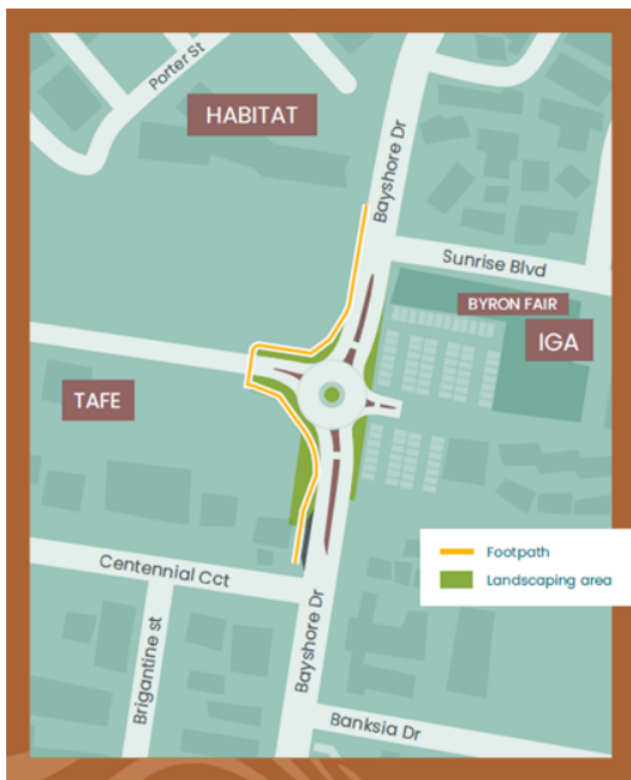 Porter St
HABITAT
Bayshore Dr
Sunrise Blvd
BYRON FAIR
IGA
TAFE
Footpath
Landscaping area
Centennial Cct
Brigantine st
Bayshore Dr
Banksia Dr